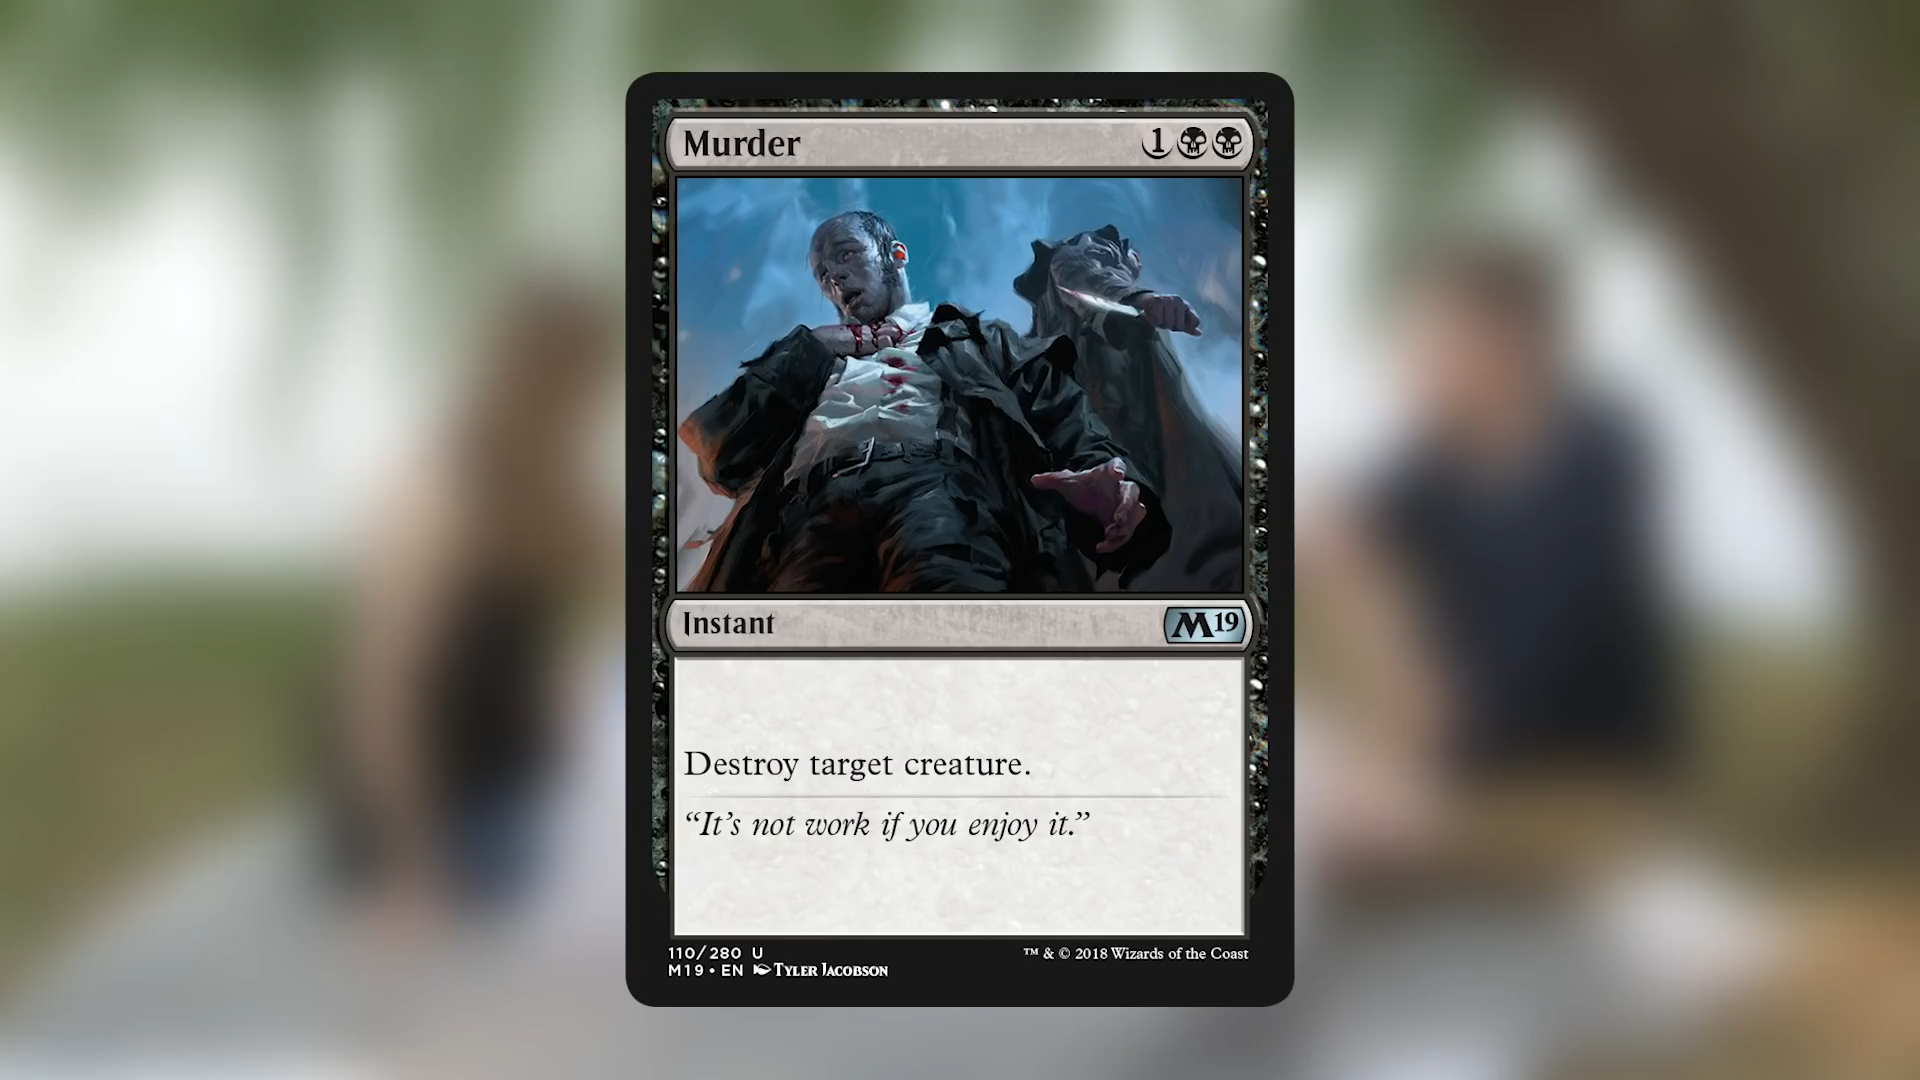 Murder
1
Instant
M19
Destroy target creature.
“It’s not work if you enjoy it.”
110/280 U
M19 • EN Tyler Jacobson
™ & © 2018 Wizards of the Coast